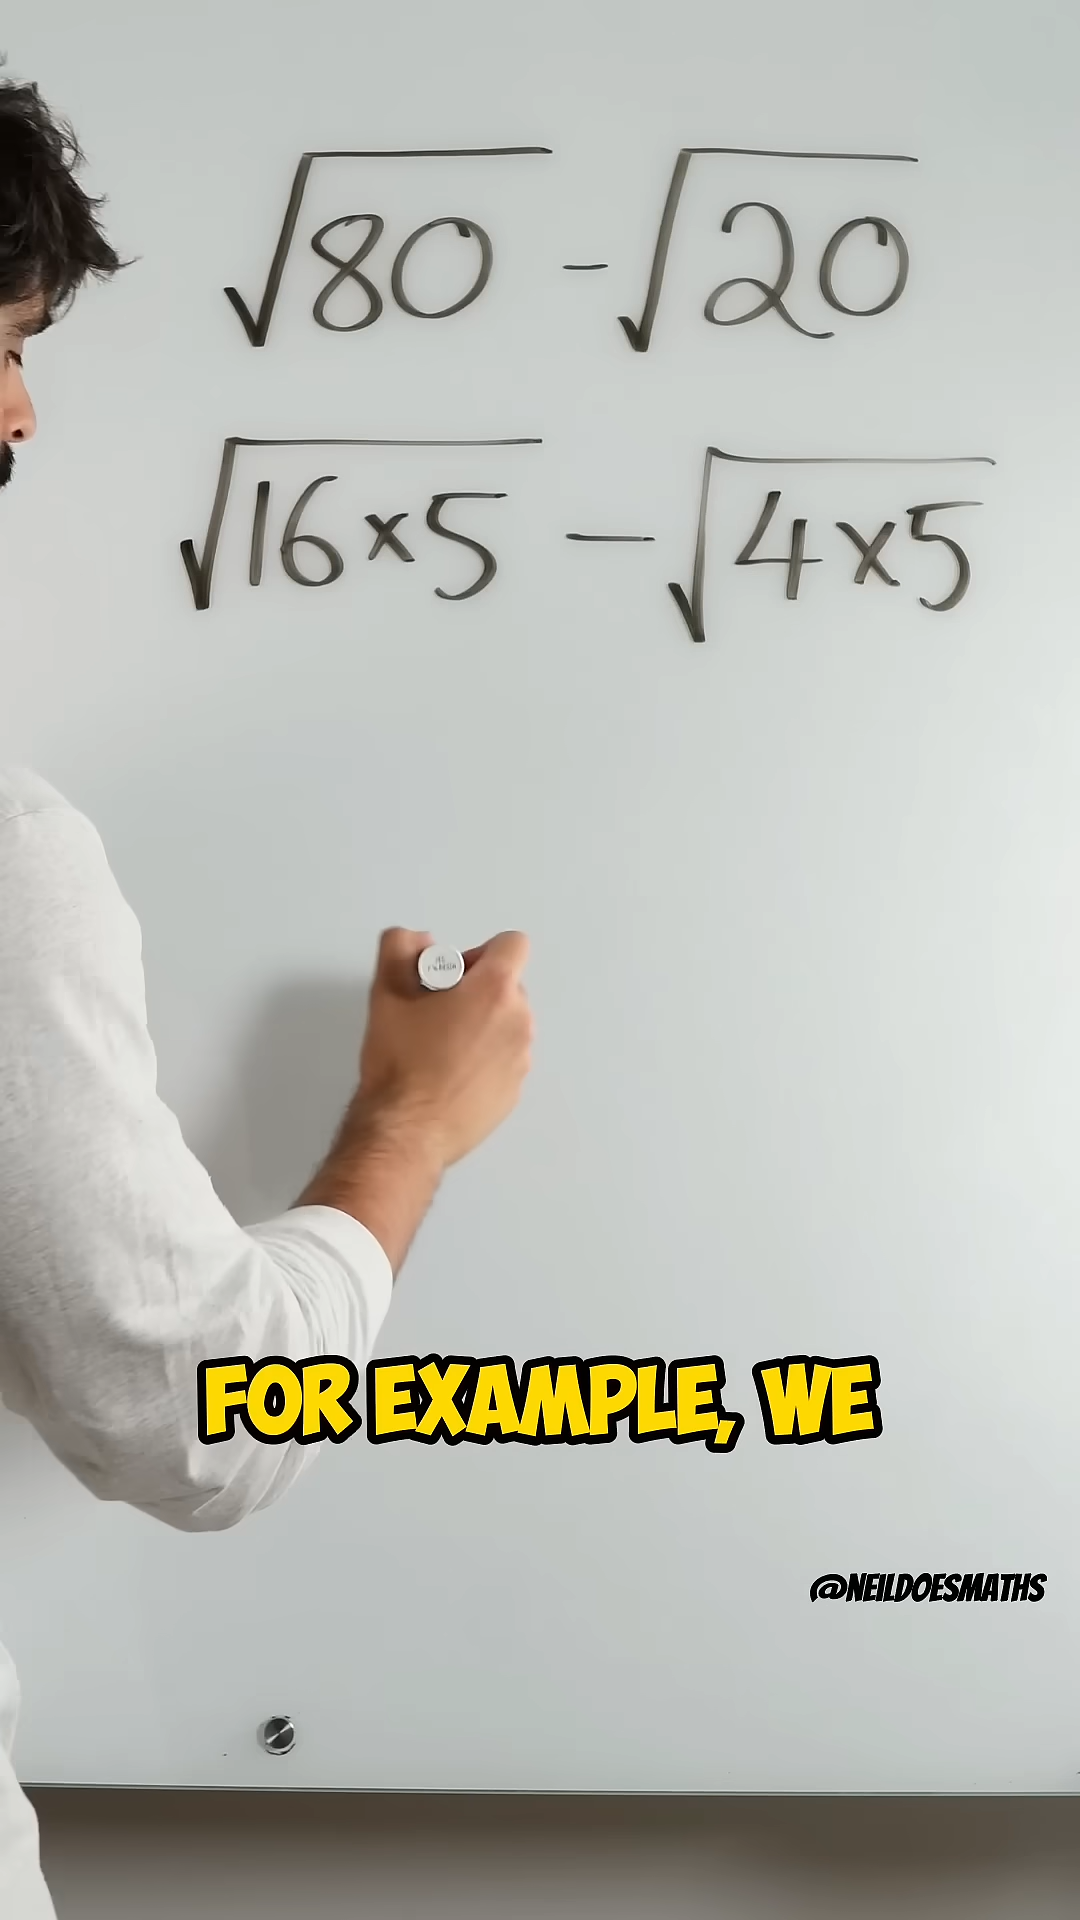 √80 - √20
√16×5 - √4×5
FOR EXAMPLE, WE
@NEILDOESMATHS